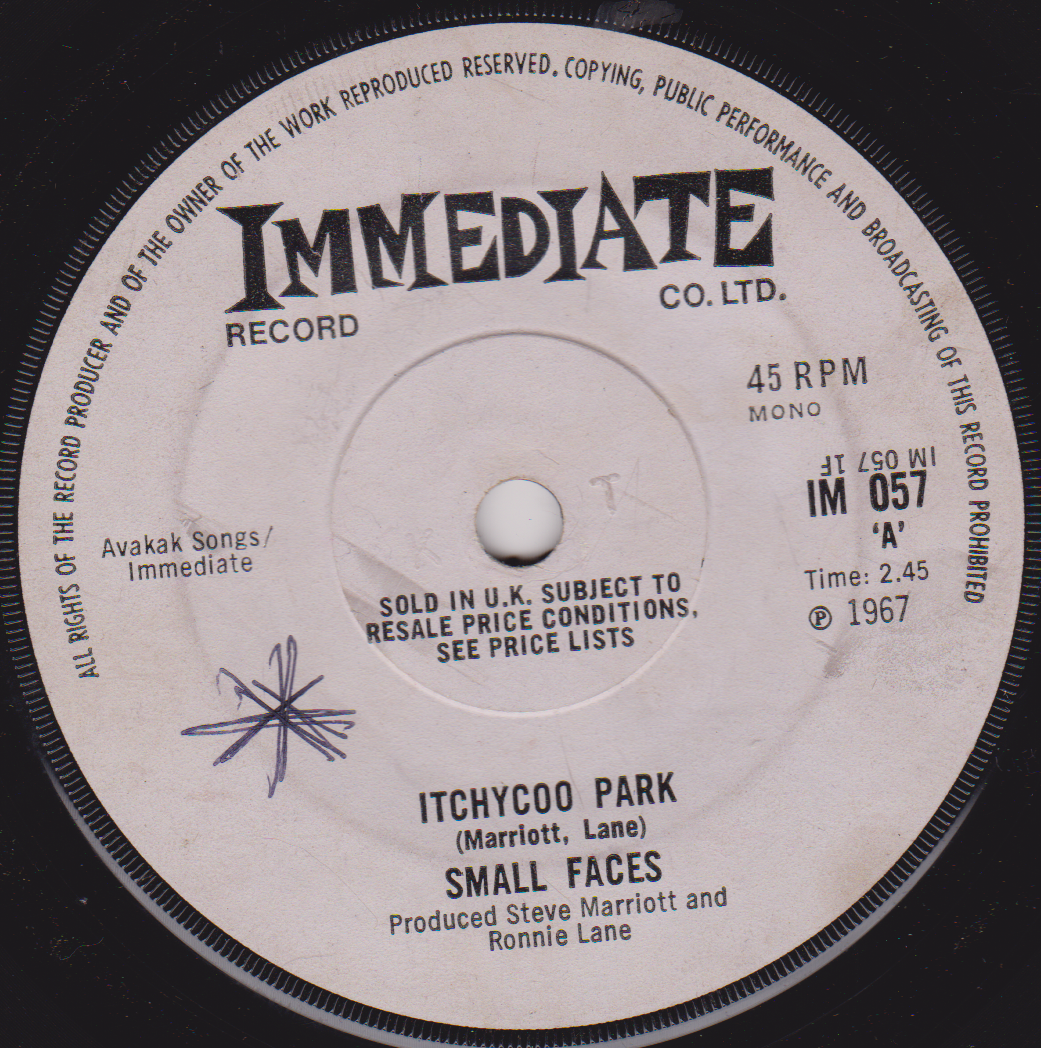 ALL RIGHTS OF THE RECORD PRODUCER AND OF THE OWNER OF THE WORK REPRODUCED RESERVED. COPYING, PUBLIC PERFORMANCE AND BROADCASTING OF THIS RECORD PROHIBITED
IMMEDIATE
RECORD CO. LTD.
45 RPM
MONO
IM 057 1F
IM 057
'A'
Time: 2.45
℗ 1967
Avakak Songs/
Immediate
SOLD IN U.K. SUBJECT TO
RESALE PRICE CONDITIONS,
SEE PRICE LISTS
ITCHYCOO PARK
(Marriott, Lane)
SMALL FACES
Produced Steve Marriott and
Ronnie Lane